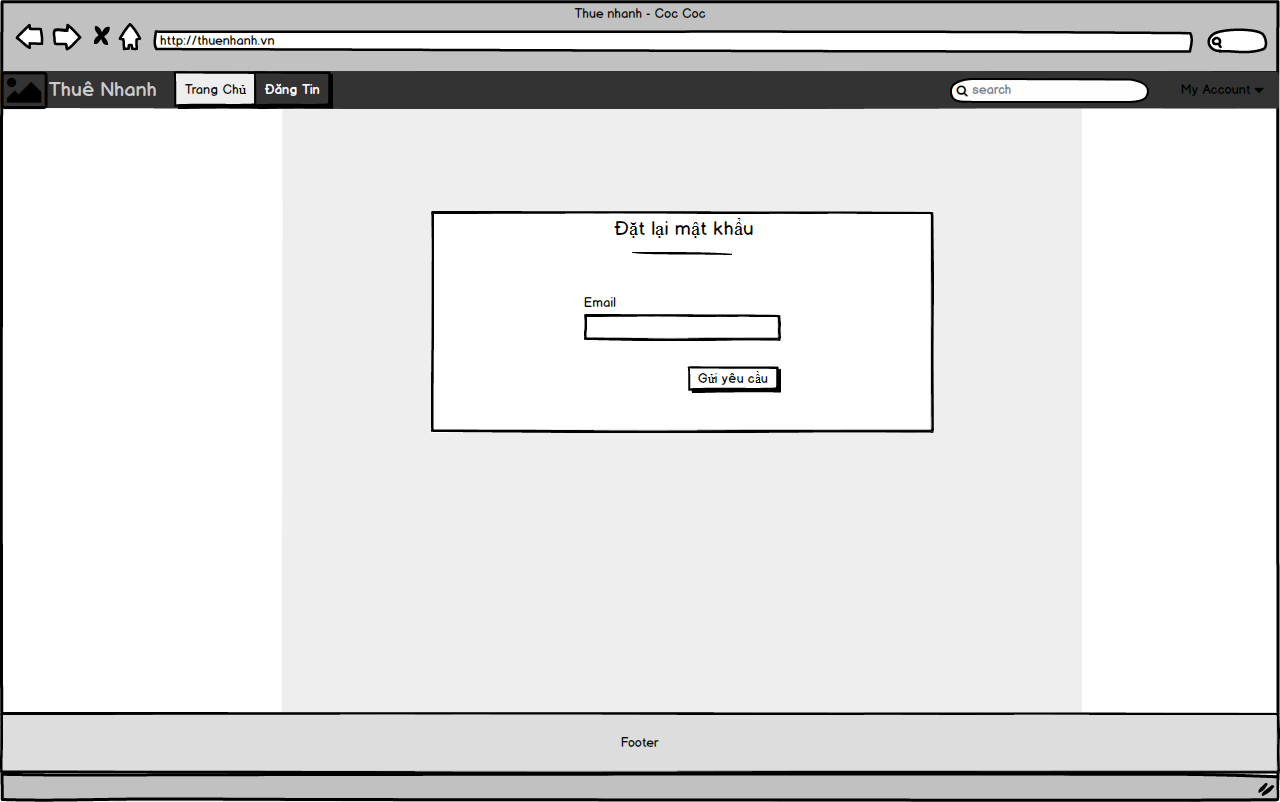 Thue nhanh - Coc Coc
http://thuenhanh.vn
Thuê Nhanh
Trang Chủ
Đăng Tin
search
My Account
Đặt lại mật khẩu
Email
Gửi yêu cầu
Footer